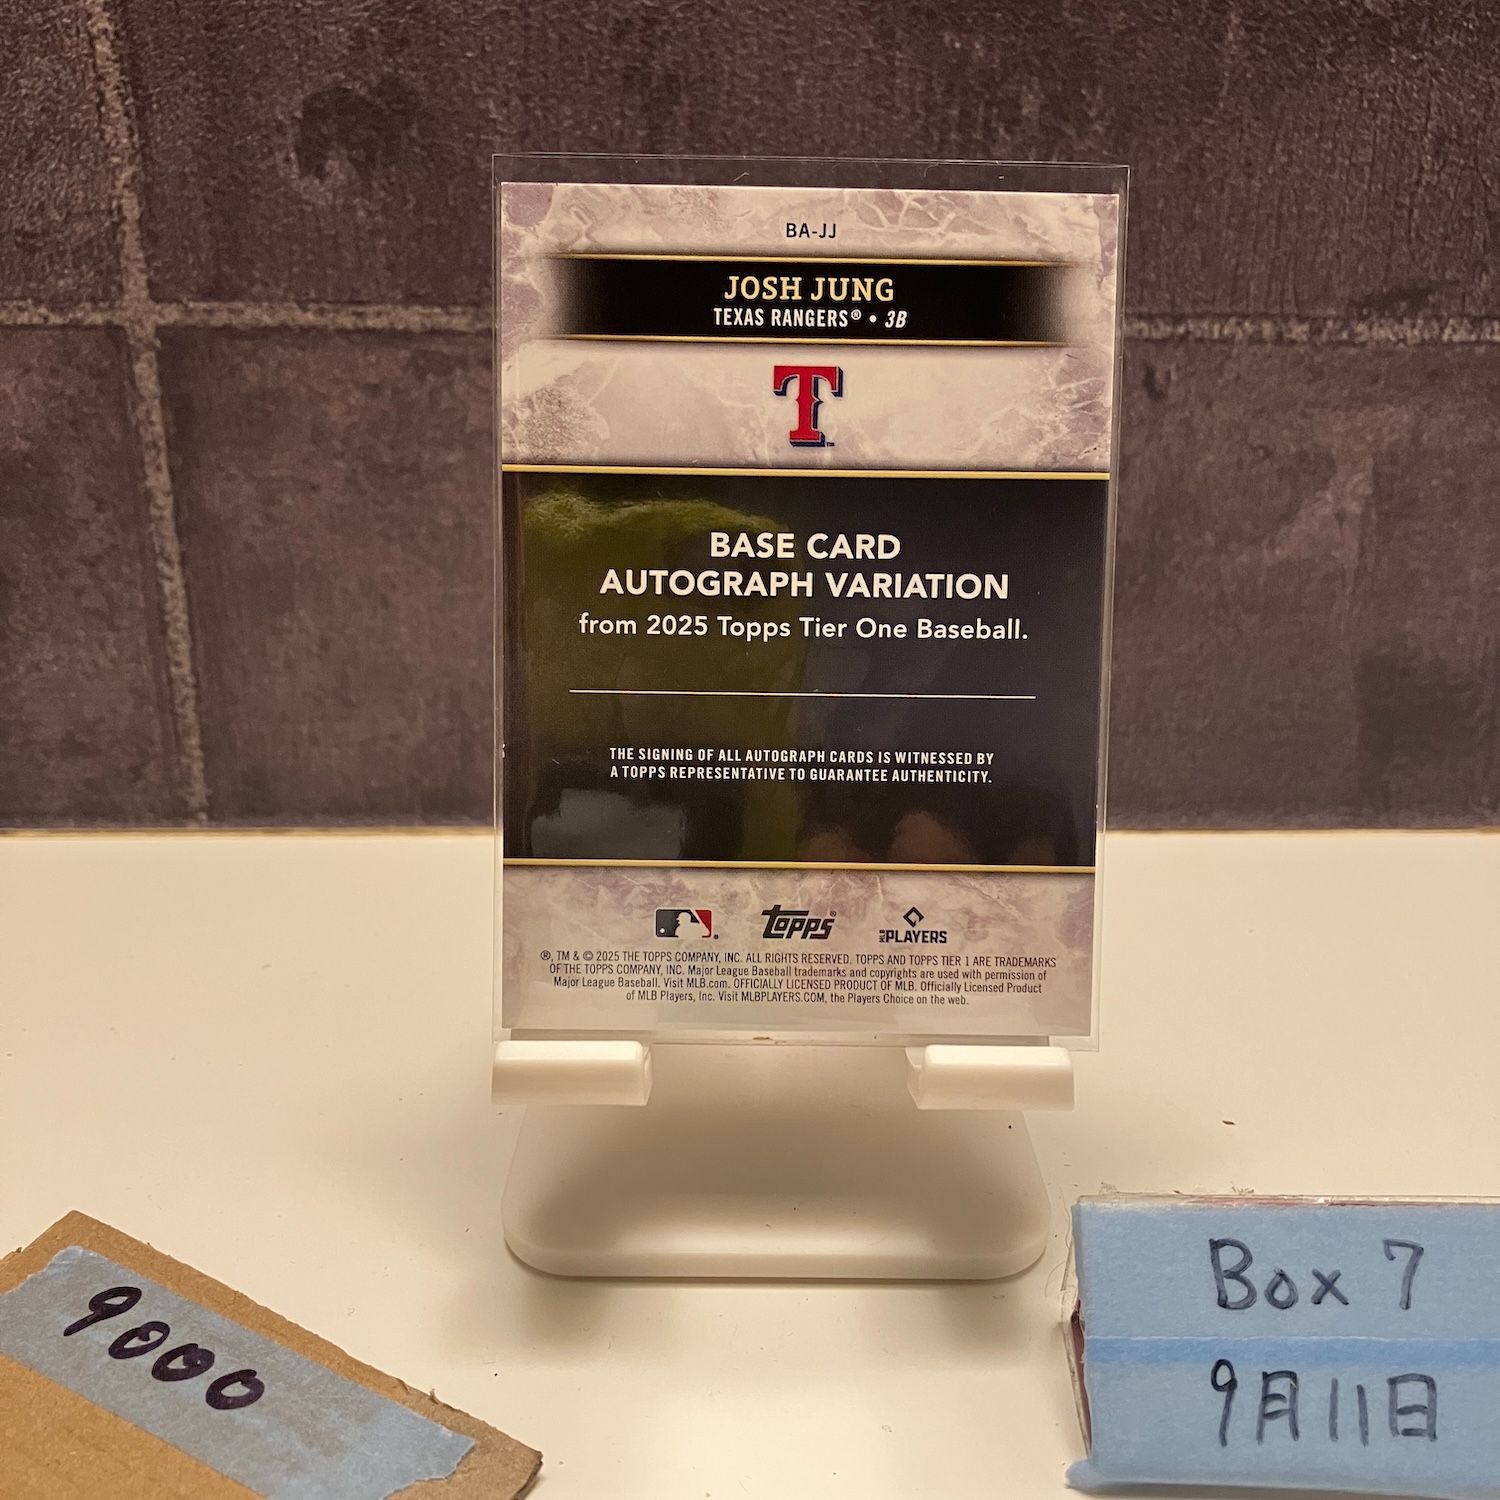 BA-JJ
JOSH JUNG
TEXAS RANGERS® • 3B
T
BASE CARD
AUTOGRAPH VARIATION
from 2025 Topps Tier One Baseball.
THE SIGNING OF ALL AUTOGRAPH CARDS IS WITNESSED BY
A TOPPS REPRESENTATIVE TO GUARANTEE AUTHENTICITY.
topps®
MLB PLAYERS
®, TM & © 2025 THE TOPPS COMPANY, INC. ALL RIGHTS RESERVED. TOPPS AND TOPPS TIER 1 ARE TRADEMARKS
OF THE TOPPS COMPANY, INC. Major League Baseball trademarks and copyrights are used with permission of
Major League Baseball. Visit MLB.com. OFFICIALLY LICENSED PRODUCT OF MLB. Officially Licensed Product
of MLB Players, Inc. Visit MLBPLAYERS.COM, the Players Choice on the web.
9000
Box 7
9月11日